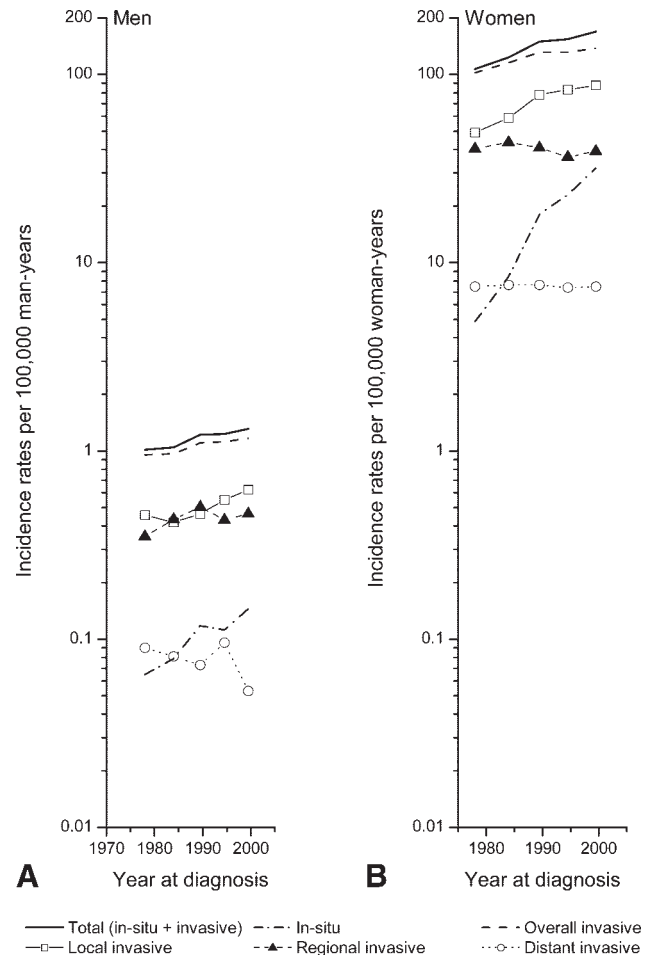 Men
Incidence rates per 100,000 man-years
200
100
10
1
0.1
0.01
1970 1980 1990 2000
A Year at diagnosis
Women
Incidence rates per 100,000 woman-years
200
100
10
1
0.1
0.01
1980 1990 2000
B Year at diagnosis
Total (in-situ + invasive) In-situ Overall invasive
Local invasive Regional invasive Distant invasive